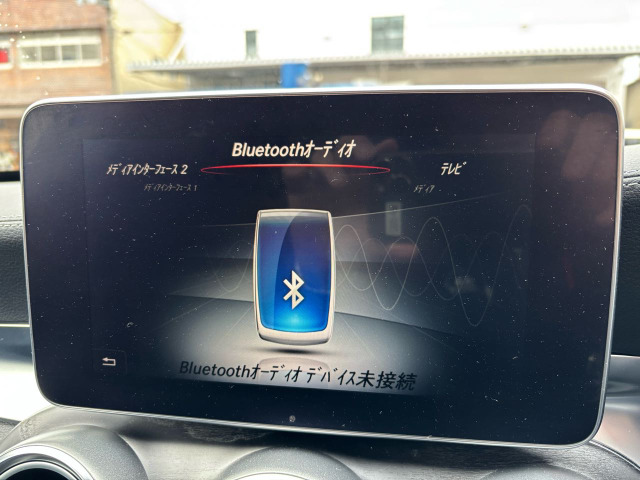 Bluetoothオーディオ
メディアインターフェース 2
テレビ
メディアインターフェース 1
メディア
Bluetoothオーディオ デバイス未接続